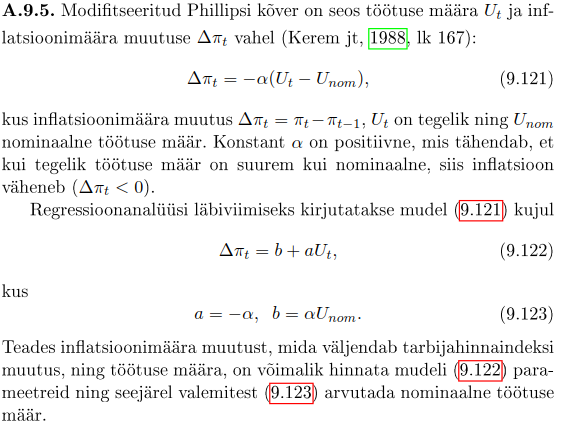 A.9.5. Modifitseeritud Phillipsi kõver on seos töötuse määra U_t ja inf-
latsioonimäära muutuse Δπ_t vahel (Kerem jt, 1988, lk 167):
Δπ_t = −α(U_t − U_nom), (9.121)
kus inflatsioonimäära muutus Δπ_t = π_t − π_{t−1}, U_t on tegelik ning U_nom
nominaalne töötuse määr. Konstant α on positiivne, mis tähendab, et
kui tegelik töötuse määr on suurem kui nominaalne, siis inflatsioon
väheneb (Δπ_t < 0).
Regressioonanalüüsi läbiviimiseks kirjutatakse mudel (9.121) kujul
Δπ_t = b + aU_t, (9.122)
kus
a = −α, b = αU_nom. (9.123)
Teades inflatsioonimäära muutust, mida väljendab tarbijahinnaindeksi
muutus, ning töötuse määra, on võimalik hinnata mudeli (9.122) para-
meetreid ning seejärel valemitest (9.123) arvutada nominaalne töötuse
määr.